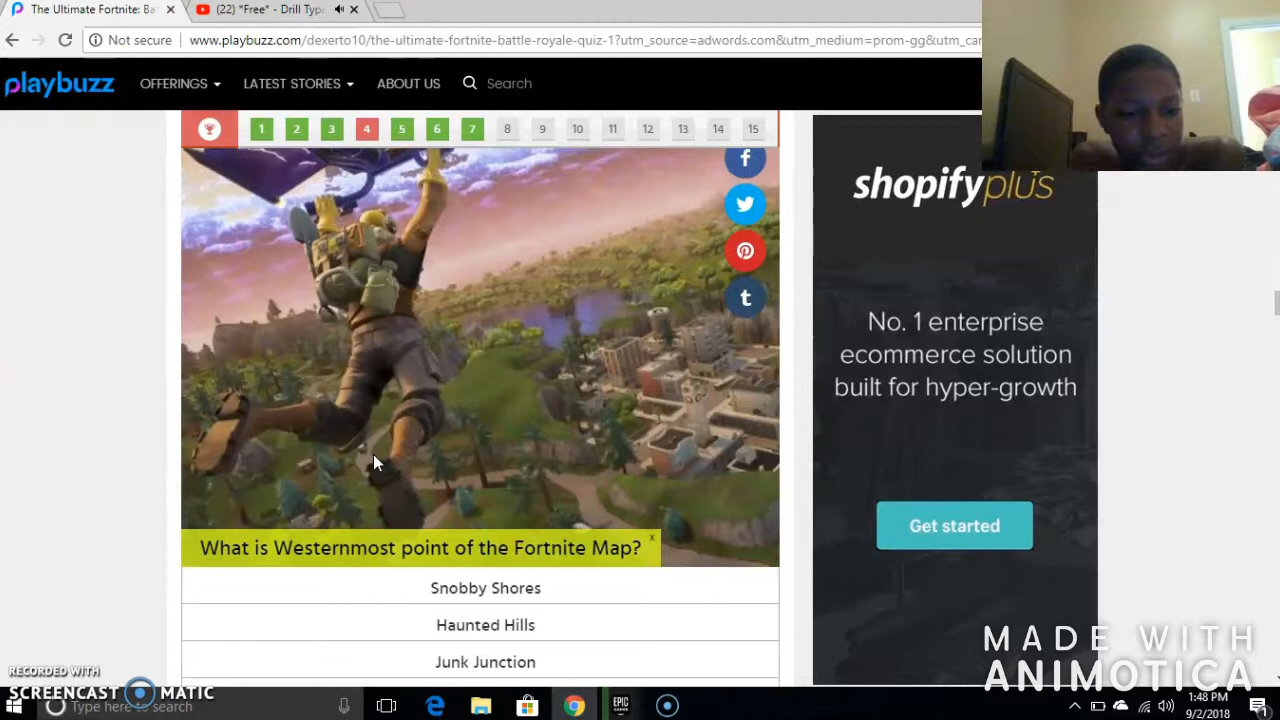 The Ultimate Fortnite: Ba
(22) *Free* - Drill Typ
Not secure
www.playbuzz.com/dexerto10/the-ultimate-fortnite-battle-royale-quiz-1?utm_source=adwords.com&utm_medium=prom-gg&utm_car
playbuzz
OFFERINGS
LATEST STORIES
ABOUT US
Search
1 2 3 4 5 6 7 8 9 10 11 12 13 14 15
f
t
shopifyplus
No. 1 enterprise
ecommerce solution
built for hyper-growth
Get started
What is Westernmost point of the Fortnite Map?
x
Snobby Shores
Haunted Hills
Junk Junction
MADE WITH
ANIMOTICA
RECORDED WITH
SCREENCAST MATIC
Type here to search
EPIC
GAMES
1:48 PM
9/2/2018
1